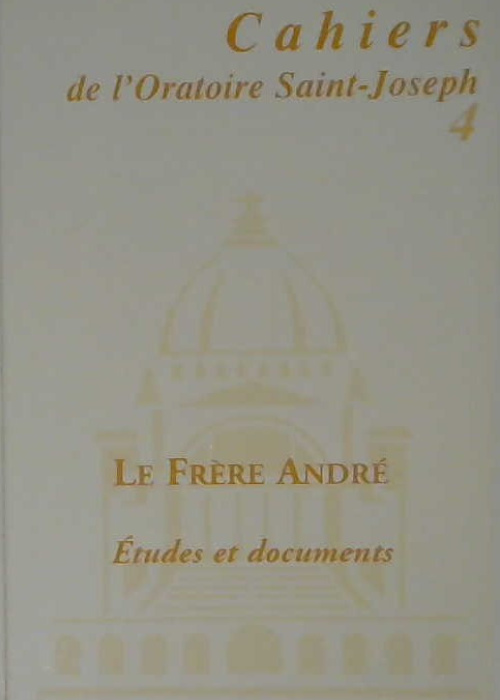 Cahiers
de l'Oratoire Saint-Joseph
4
LE FRÈRE ANDRÉ
Études et documents